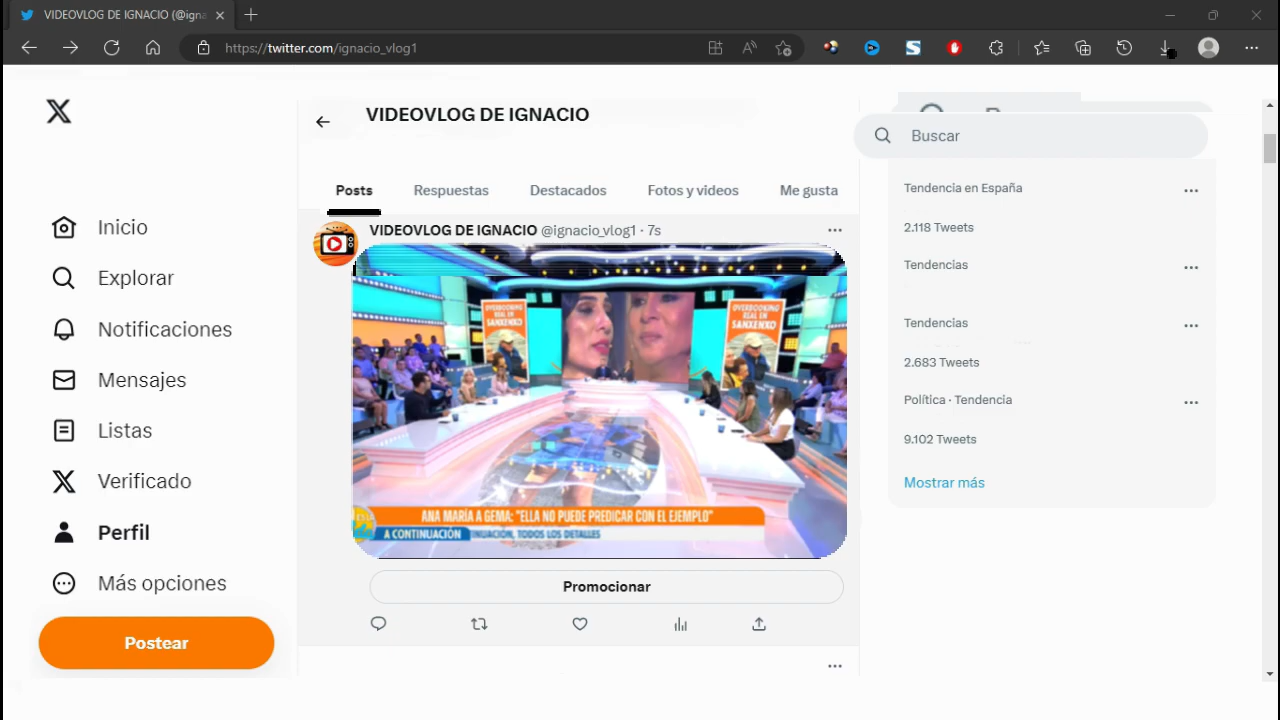 VIDEOVLOG DE IGNACIO (@igna
https://twitter.com/ignacio_vlog1
VIDEOVLOG DE IGNACIO
Buscar
Posts
Respuestas
Destacados
Fotos y videos
Me gusta
Inicio
Explorar
Notificaciones
Mensajes
Listas
Verificado
Perfil
Más opciones
Postear
VIDEOVLOG DE IGNACIO @ignacio_vlog1 · 7s
OVERBOOKING
REAL EN
SANXENXO
OVERBOOKING
REAL EN
SANXENXO
ANA MARÍA A GEMA: "ELLA NO PUEDE PREDICAR CON EL EJEMPLO"
A CONTINUACIÓN
INUACIÓN, TODOS LOS DETALLES
Promocionar
Tendencia en España
2.118 Tweets
Tendencias
Tendencias
2.683 Tweets
Política · Tendencia
9.102 Tweets
Mostrar más